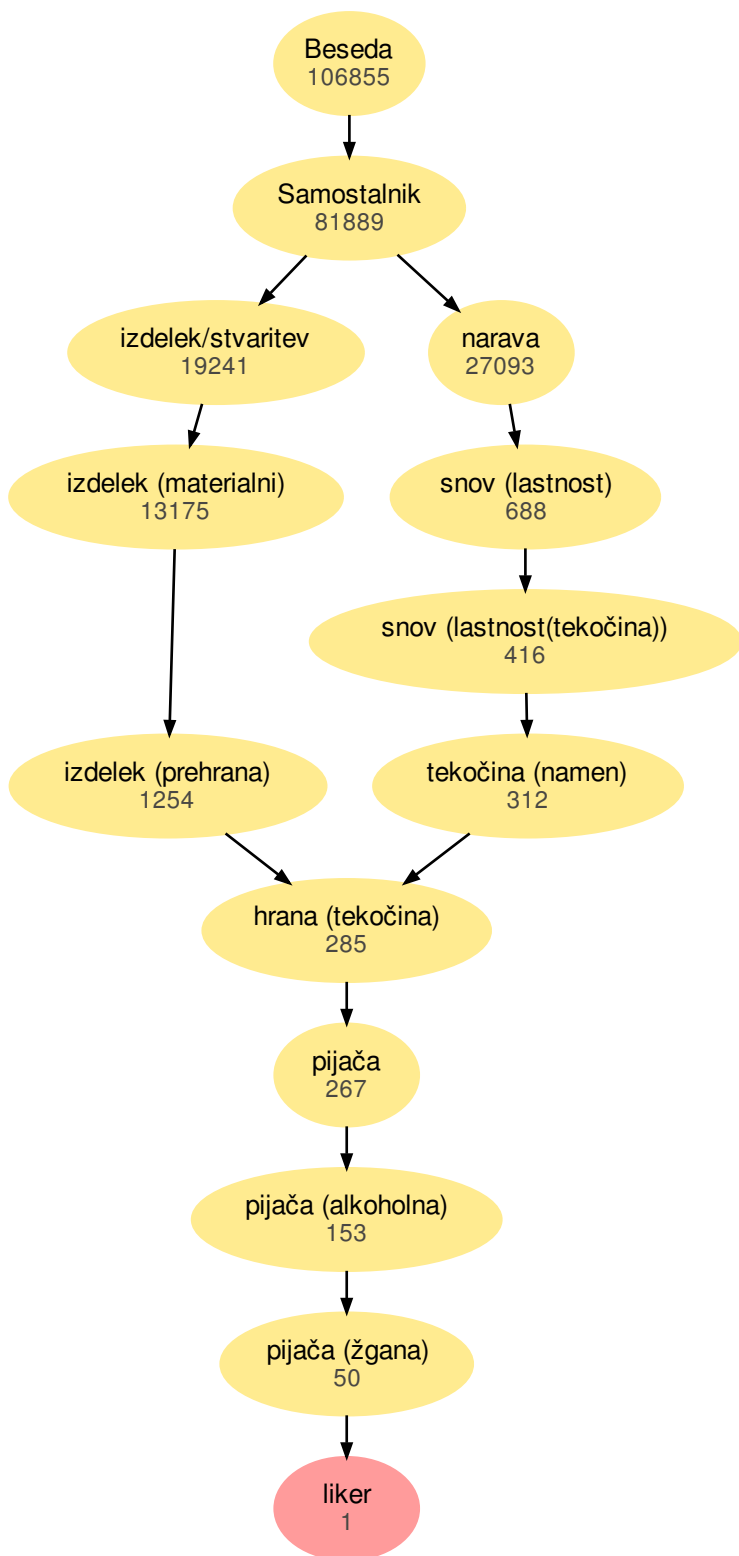 Beseda
106855
Samostalnik
81889
izdelek/stvaritev
19241
narava
27093
izdelek (materialni)
13175
snov (lastnost)
688
snov (lastnost(tekočina))
416
izdelek (prehrana)
1254
tekočina (namen)
312
hrana (tekočina)
285
pijača
267
pijača (alkoholna)
153
pijača (žgana)
50
liker
1